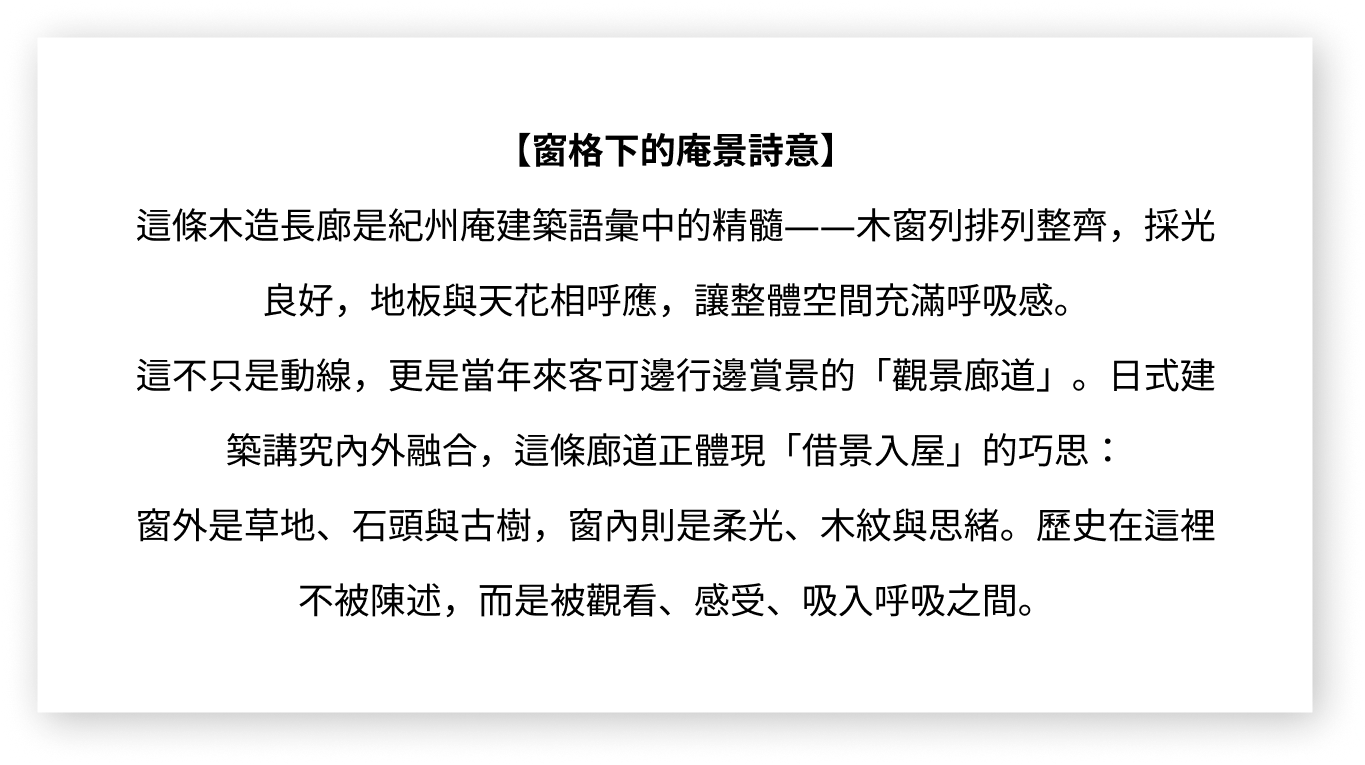 【窗格下的庵景詩意】
這條木造長廊是紀州庵建築語彙中的精髓——木窗列排列整齊，採光
良好，地板與天花相呼應，讓整體空間充滿呼吸感。
這不只是動線，更是當年來客可邊行邊賞景的「觀景廊道」。日式建
築講究內外融合，這條廊道正體現「借景入屋」的巧思：
窗外是草地、石頭與古樹，窗內則是柔光、木紋與思緒。歷史在這裡
不被陳述，而是被觀看、感受、吸入呼吸之間。